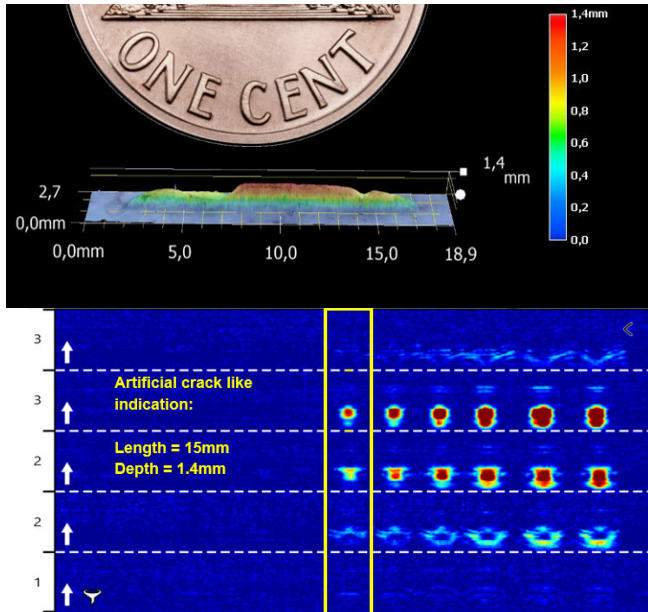 ONE CENT
1,4mm
1,2
1,0
0,8
0,6
0,4
0,2
0,0
1,4
mm
2,7
0,0mm
0,0mm
5,0
10,0
15,0
18,9
3
3
2
2
1
Artificial crack like
indication:
Length = 15mm
Depth = 1.4mm